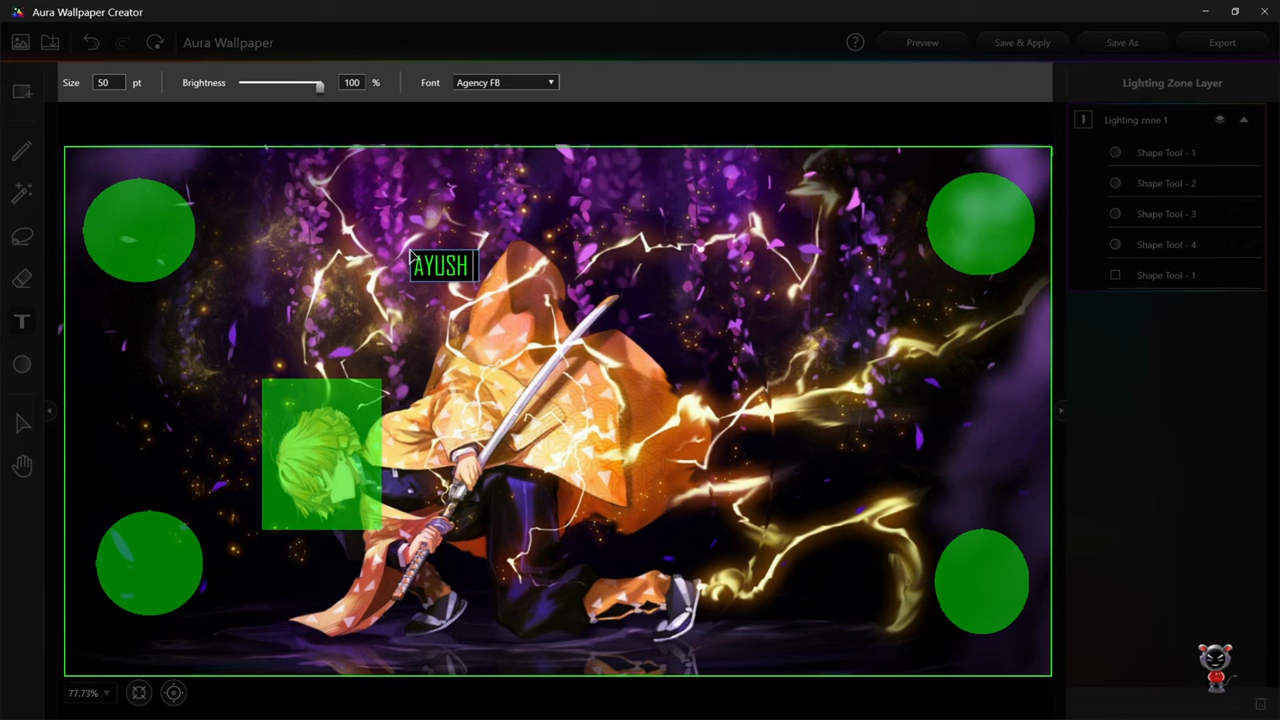 Aura Wallpaper Creator
Aura Wallpaper
Preview
Save & Apply
Save As
Export
Size 50 pt Brightness 100 % Font Agency FB
Lighting Zone Layer
1 Lighting zone 1
Shape Tool - 1
Shape Tool - 2
Shape Tool - 3
Shape Tool - 4
Shape Tool - 1
AYUSH
77.73%